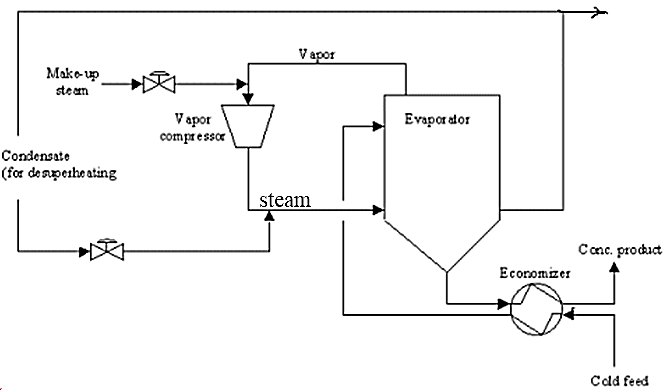 Vapor
Make-up
steam
Vapor
compressor
Evaporator
Condensate
(for desuperheating
steam
Conc. product
Economizer
Cold feed